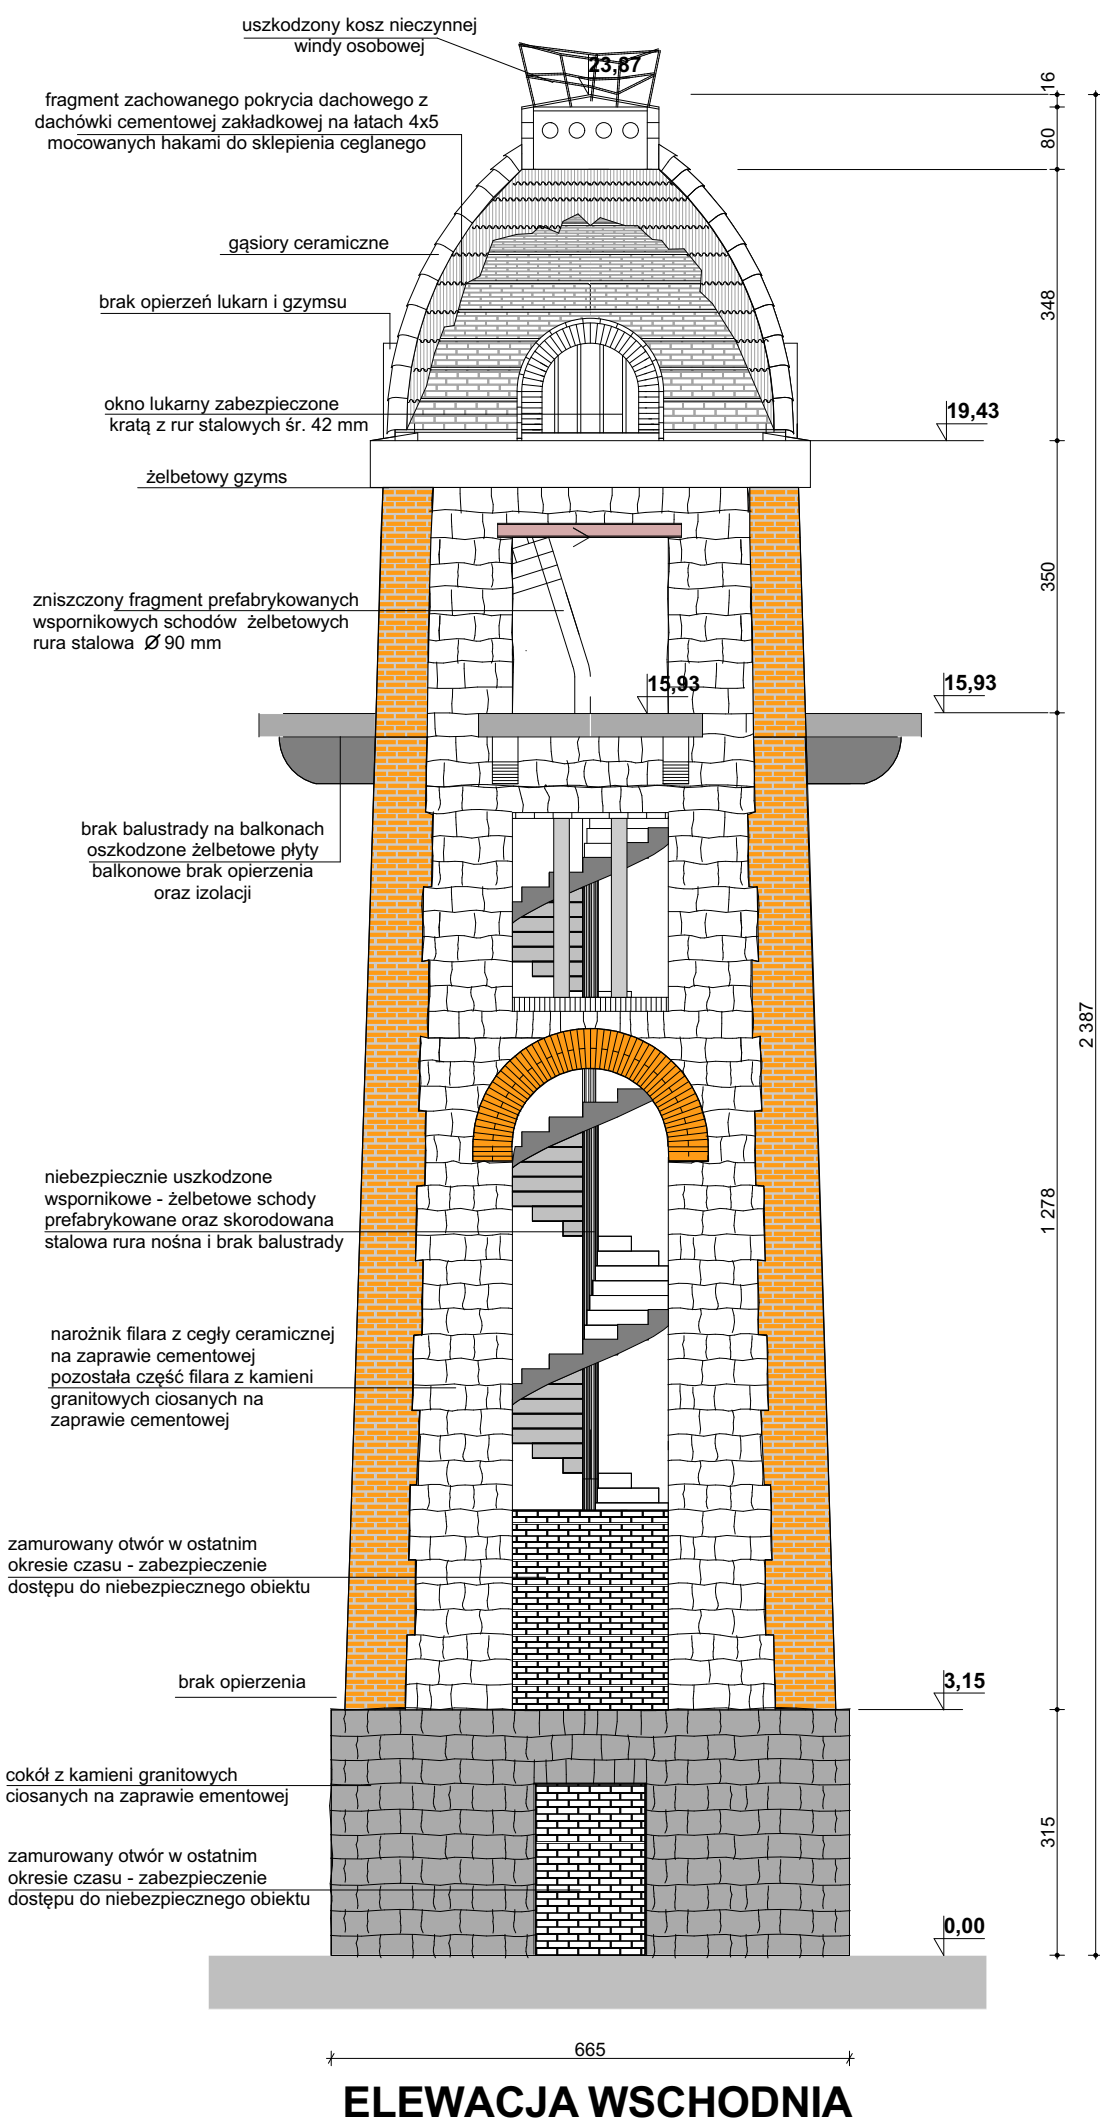 uszkodzony kosz nieczynnej
windy osobowej
23,87
fragment zachowanego pokrycia dachowego z
dachówki cementowej zakładkowej na łatach 4x5
mocowanych hakami do sklepienia ceglanego
16
80
gąsiory ceramiczne
brak opierzeń lukarn i gzymsu
348
okno lukarny zabezpieczone
kratą z rur stalowych śr. 42 mm
19,43
żelbetowy gzyms
350
zniszczony fragment prefabrykowanych
wspornikowych schodów żelbetowych
rura stalowa Ø 90 mm
15,93
15,93
brak balustrady na balkonach
oszkodzone żelbetowe płyty
balkonowe brak opierzenia
oraz izolacji
2 387
niebezpiecznie uszkodzone
wspornikowe - żelbetowe schody
prefabrykowane oraz skorodowana
stalowa rura nośna i brak balustrady
1 278
narożnik filara z cegły ceramicznej
na zaprawie cementowej
pozostała część filara z kamieni
granitowych ciosanych na
zaprawie cementowej
zamurowany otwór w ostatnim
okresie czasu - zabezpieczenie
dostępu do niebezpiecznego obiektu
brak opierzenia
3,15
cokół z kamieni granitowych
ciosanych na zaprawie ementowej
315
zamurowany otwór w ostatnim
okresie czasu - zabezpieczenie
dostępu do niebezpiecznego obiektu
0,00
665
ELEWACJA WSCHODNIA